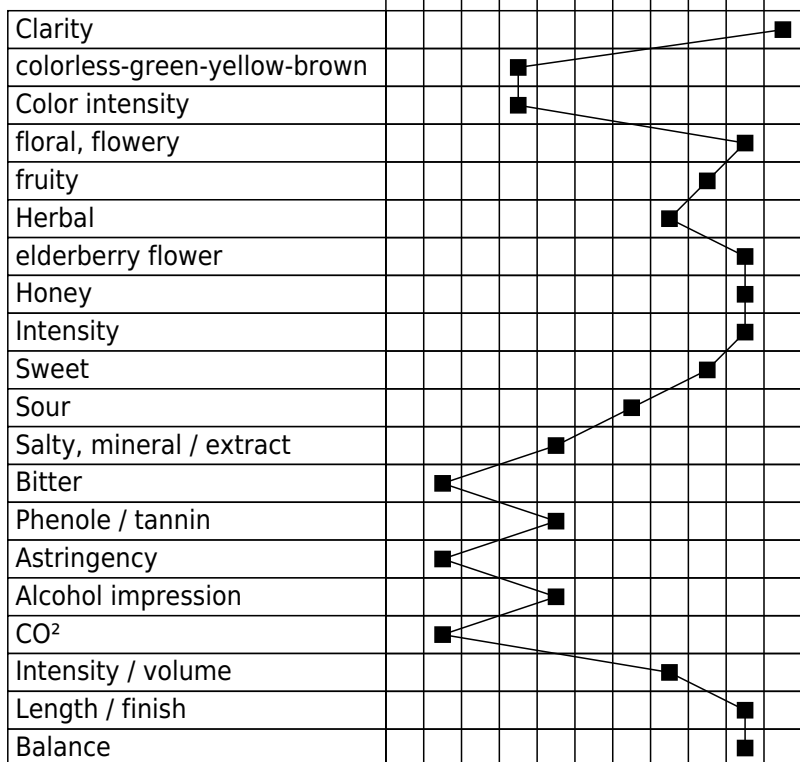 Clarity
colorless-green-yellow-brown
Color intensity
floral, flowery
fruity
Herbal
elderberry flower
Honey
Intensity
Sweet
Sour
Salty, mineral / extract
Bitter
Phenole / tannin
Astringency
Alcohol impression
CO²
Intensity / volume
Length / finish
Balance